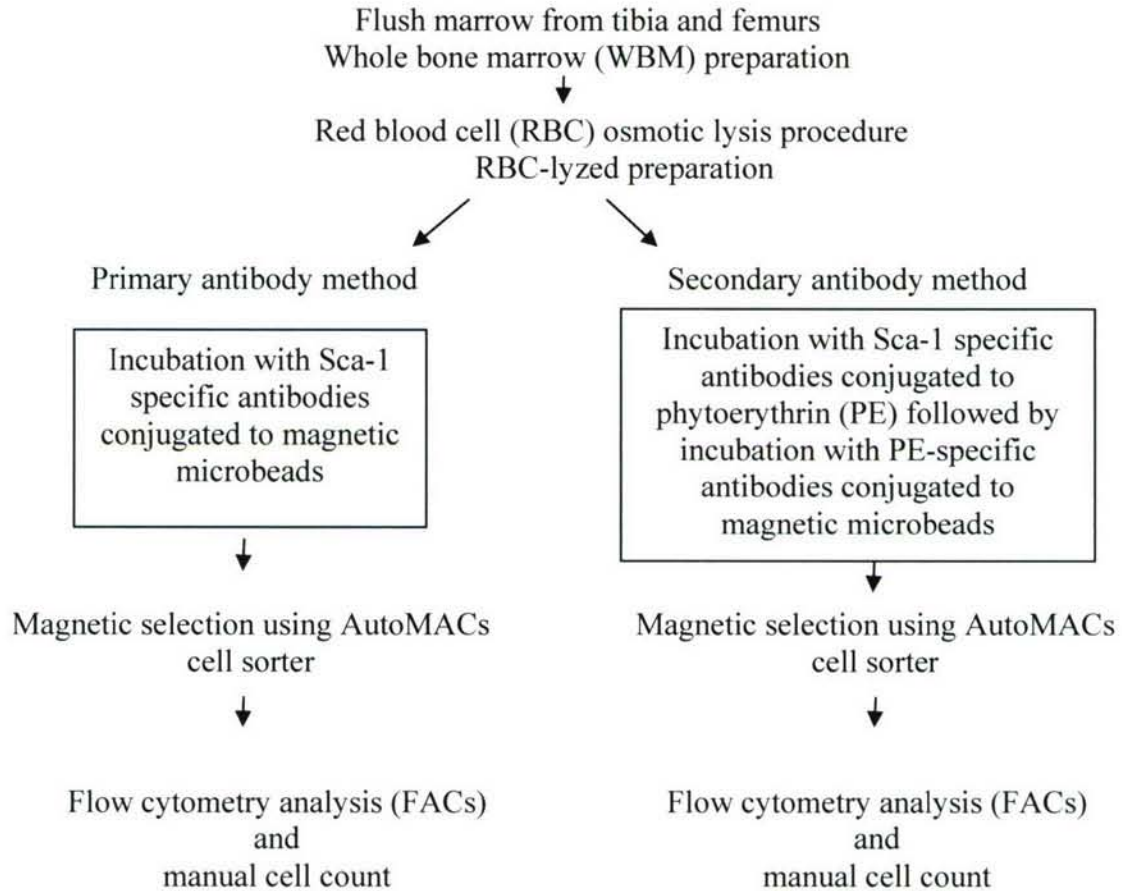 Flush marrow from tibia and femurs
Whole bone marrow (WBM) preparation
Red blood cell (RBC) osmotic lysis procedure
RBC-lyzed preparation
Primary antibody method
Incubation with Sca-1
specific antibodies
conjugated to magnetic
microbeads
Magnetic selection using AutoMACs
cell sorter
Flow cytometry analysis (FACs)
and
manual cell count
Secondary antibody method
Incubation with Sca-1 specific
antibodies conjugated to
phytoerythrin (PE) followed by
incubation with PE-specific
antibodies conjugated to
magnetic microbeads
Magnetic selection using AutoMACs
cell sorter
Flow cytometry analysis (FACs)
and
manual cell count